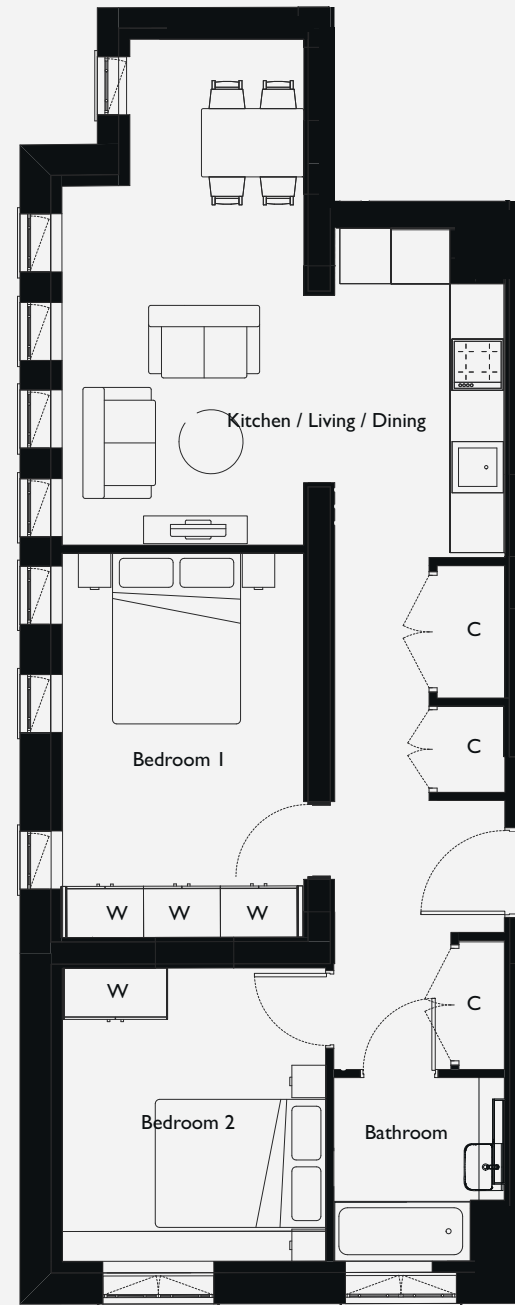 Kitchen / Living / Dining
C
Bedroom 1
C
W W W
W
C
Bedroom 2
Bathroom